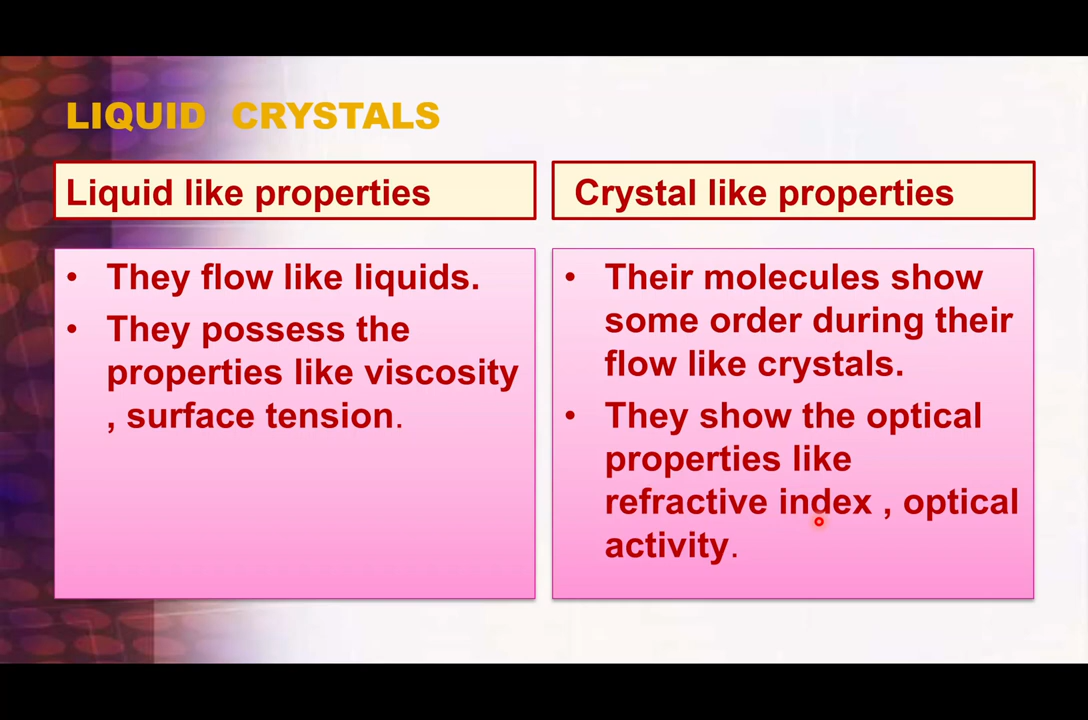 LIQUID CRYSTALS
Liquid like properties
• They flow like liquids.
• They possess the
properties like viscosity
, surface tension.
Crystal like properties
• Their molecules show
some order during their
flow like crystals.
• They show the optical
properties like
refractive index , optical
activity.